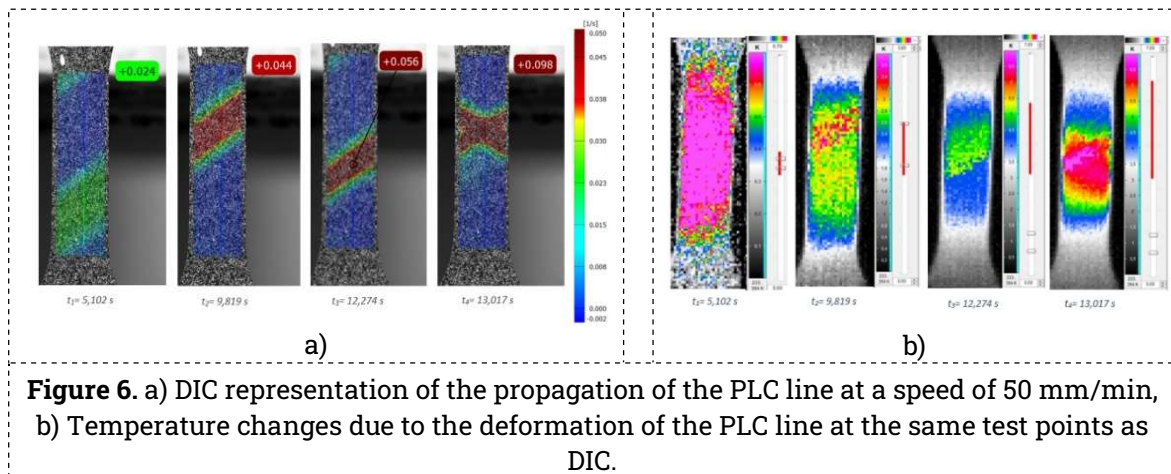 [1/s]
0.050
0.045
0.038
0.030
0.023
0.015
0.008
0.000
-0.002
+0.024
+0.044
+0.056
+0.098
t₁= 5,102 s
t₂= 9,819 s
t₃= 12,274 s
t₄= 13,017 s
a)
K
K
K
K
t₁= 5,102 s
t₂= 9,819 s
t₃= 12,274 s
t₄= 13,017 s
b)
Figure 6. a) DIC representation of the propagation of the PLC line at a speed of 50 mm/min,
b) Temperature changes due to the deformation of the PLC line at the same test points as
DIC.